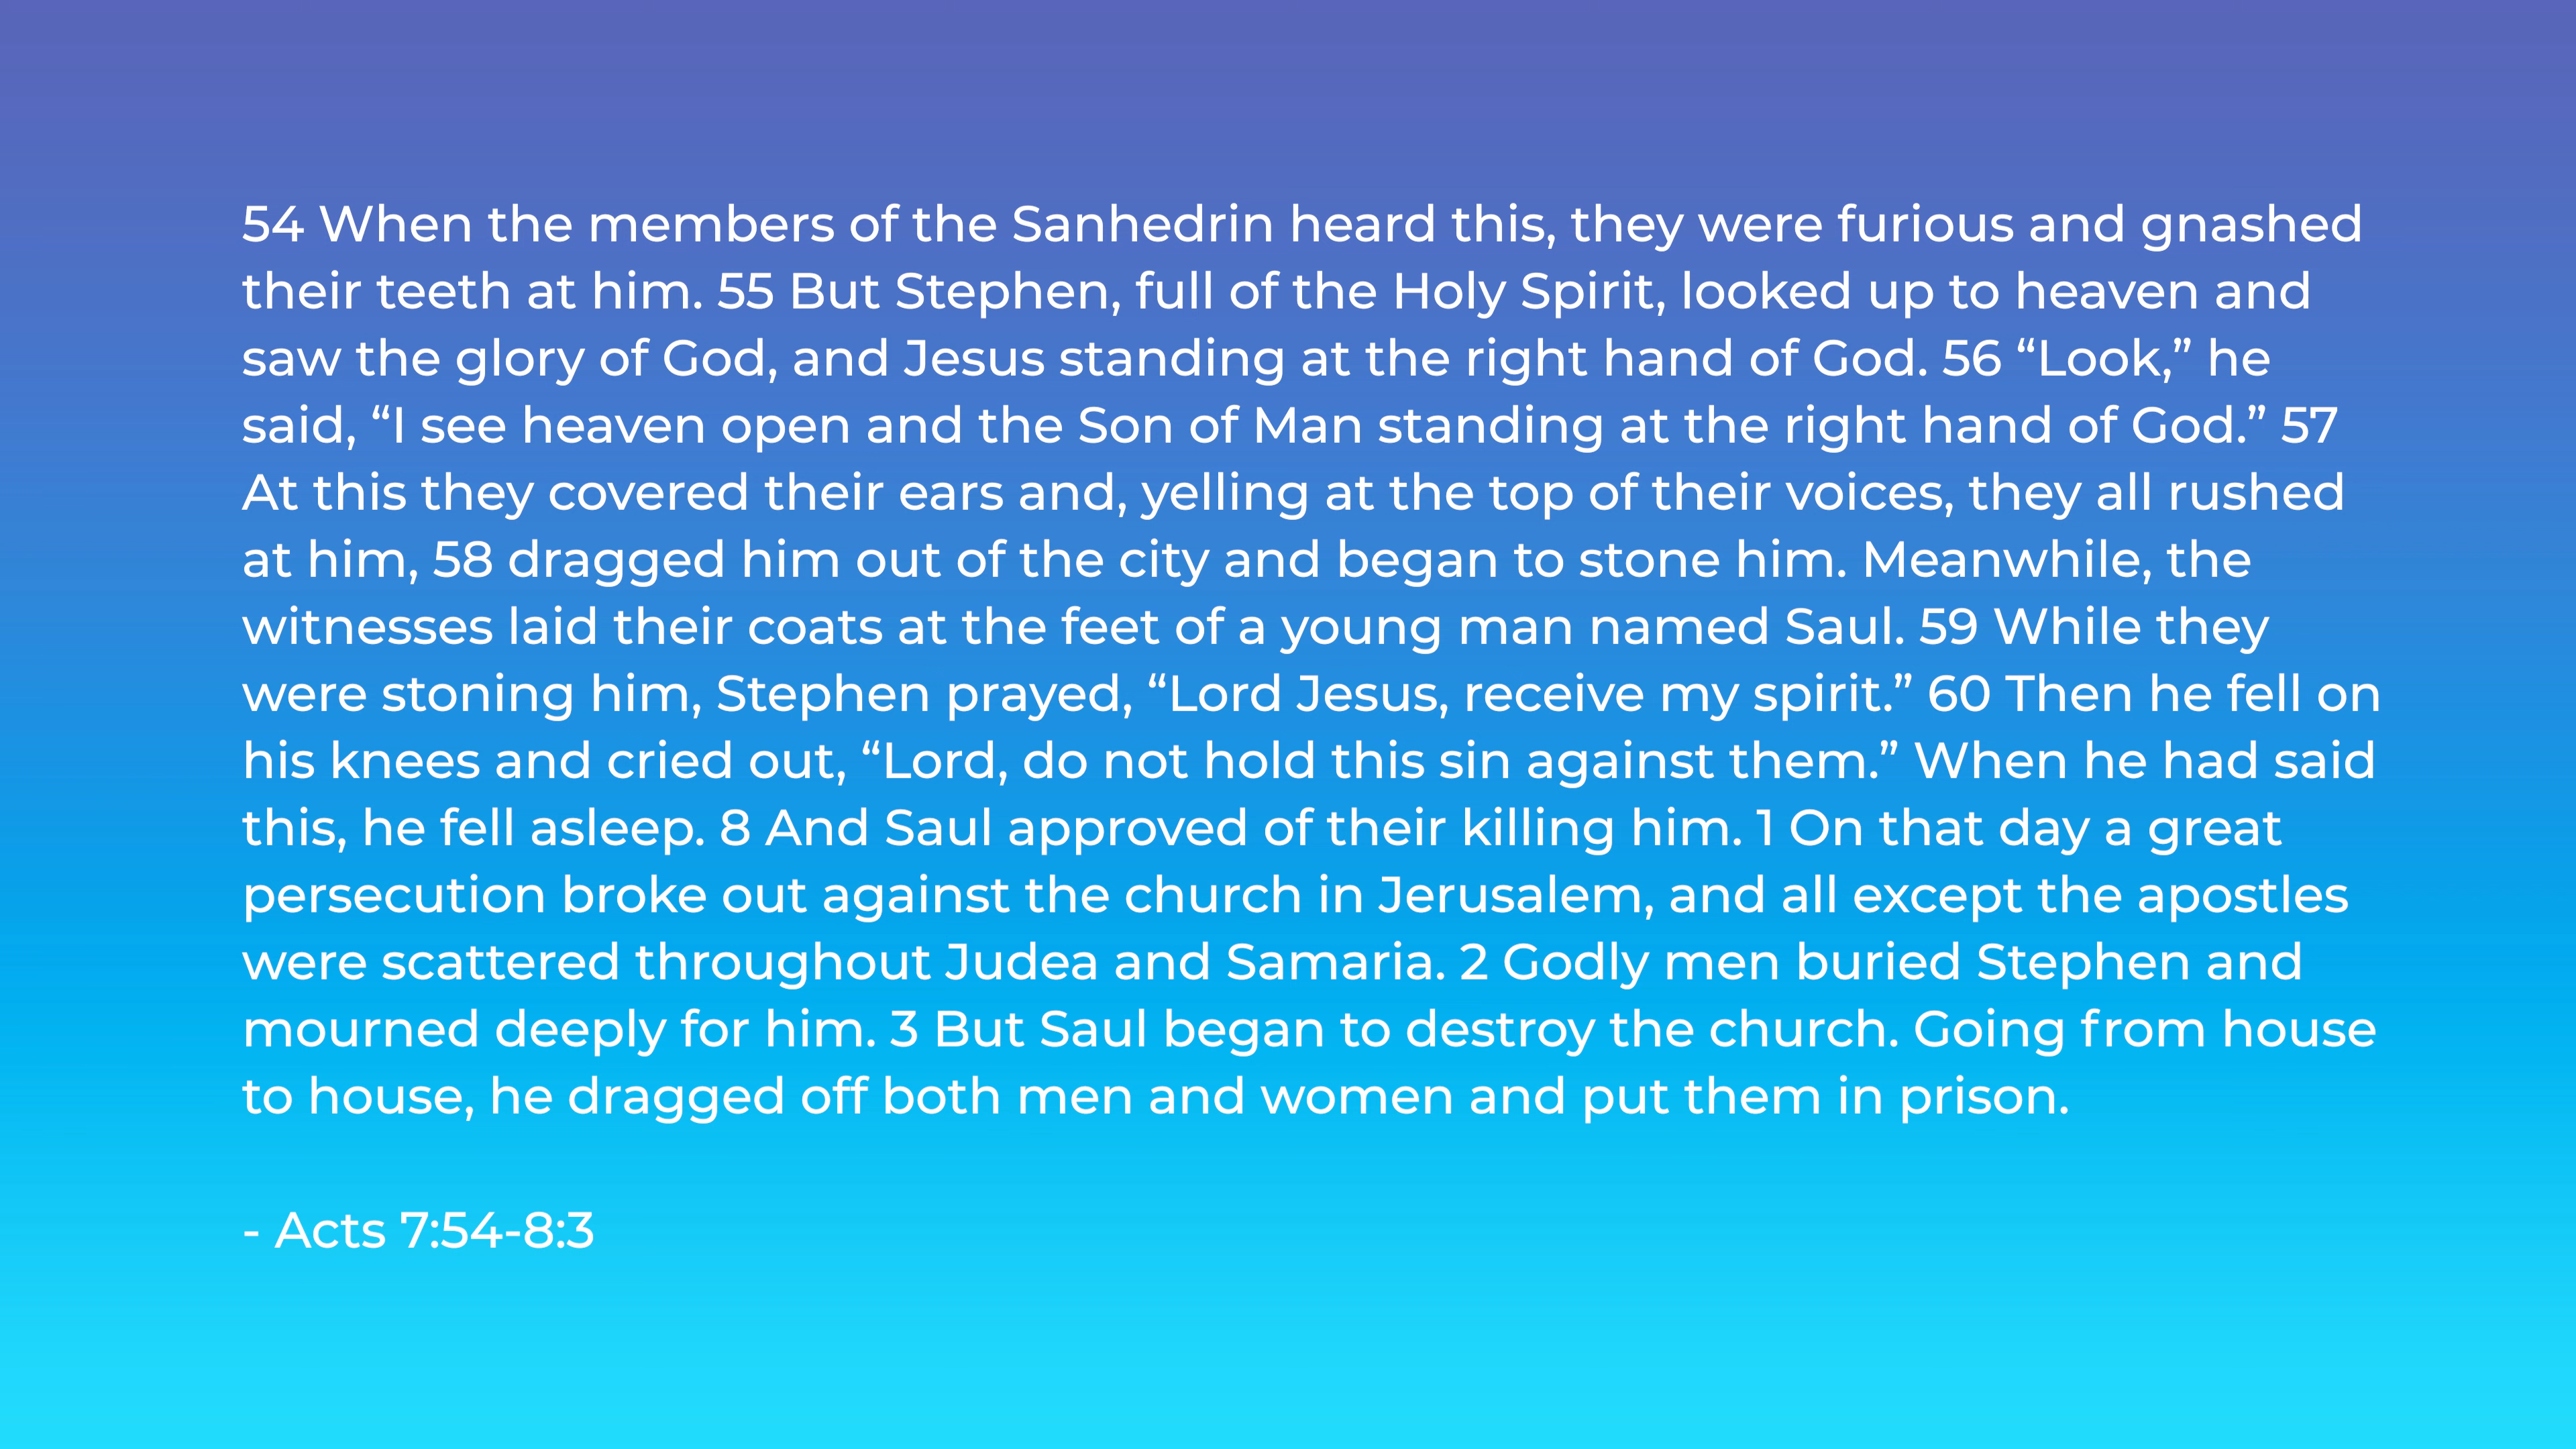 54 When the members of the Sanhedrin heard this, they were furious and gnashed
their teeth at him. 55 But Stephen, full of the Holy Spirit, looked up to heaven and
saw the glory of God, and Jesus standing at the right hand of God. 56 “Look,” he
said, “I see heaven open and the Son of Man standing at the right hand of God.” 57
At this they covered their ears and, yelling at the top of their voices, they all rushed
at him, 58 dragged him out of the city and began to stone him. Meanwhile, the
witnesses laid their coats at the feet of a young man named Saul. 59 While they
were stoning him, Stephen prayed, “Lord Jesus, receive my spirit.” 60 Then he fell on
his knees and cried out, “Lord, do not hold this sin against them.” When he had said
this, he fell asleep. 8 And Saul approved of their killing him. 1 On that day a great
persecution broke out against the church in Jerusalem, and all except the apostles
were scattered throughout Judea and Samaria. 2 Godly men buried Stephen and
mourned deeply for him. 3 But Saul began to destroy the church. Going from house
to house, he dragged off both men and women and put them in prison.
- Acts 7:54-8:3